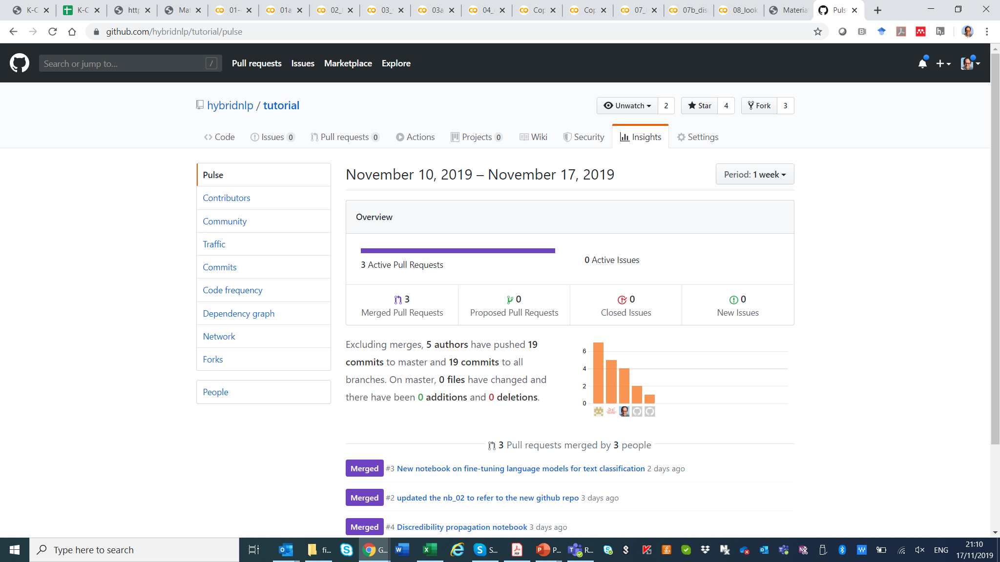 K-C
K-C
http
Mat
01-
01a
02_
03_
03a
04_
Cop
Cop
07_
07b_dis
08_look
Materia
Puls
github.com/hybridnlp/tutorial/pulse
Search or jump to...
/
Pull requests
Issues
Marketplace
Explore
hybridnlp / tutorial
Unwatch 2
Star 4
Fork 3
Code
Issues 0
Pull requests 0
Actions
Projects 0
Wiki
Security
Insights
Settings
Pulse
Contributors
Community
Traffic
Commits
Code frequency
Dependency graph
Network
Forks
People
November 10, 2019 – November 17, 2019
Period: 1 week
Overview
3 Active Pull Requests
0 Active Issues
3
Merged Pull Requests
0
Proposed Pull Requests
0
Closed Issues
0
New Issues
Excluding merges, 5 authors have pushed 19
commits to master and 19 commits to all
branches. On master, 0 files have changed and
there have been 0 additions and 0 deletions.
6
4
2
0
3 Pull requests merged by 3 people
Merged #3 New notebook on fine-tuning language models for text classification 2 days ago
Merged #2 updated the nb_02 to refer to the new github repo 3 days ago
Merged #4 Discredibility propagation notebook 3 days ago
Type here to search
fi...
G...
S...
P...
R...
ENG
21:10
17/11/2019